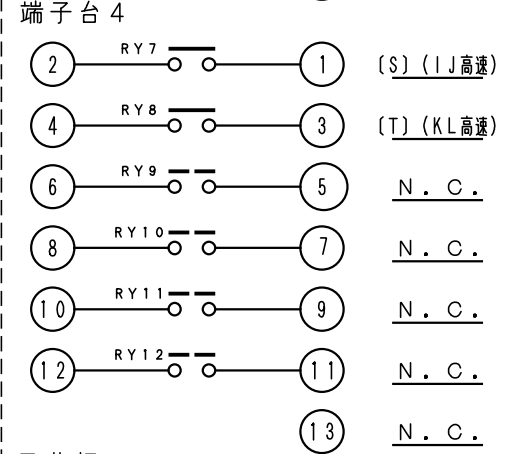 端子台4
2 RY7 1 〔S〕(IJ高速)
4 RY8 3 〔T〕(KL高速)
6 RY9 5 N.C.
8 RY10 7 N.C.
10 RY11 9 N.C.
12 RY12 11 N.C.
13 N.C.